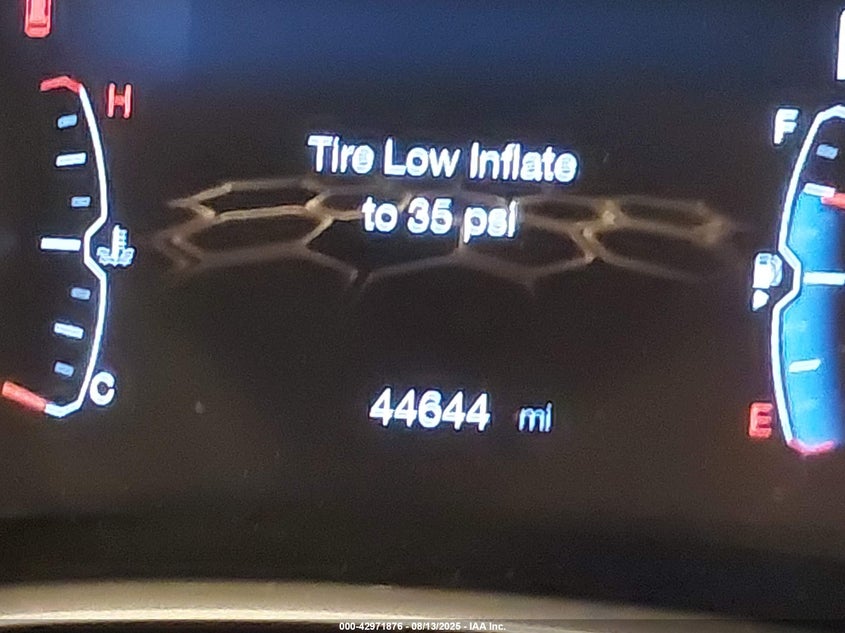 H
F
Tire Low Inflate
to 35 psi
C
44644 mi
E
000-42971876 - 08/13/2025 - IAA Inc.